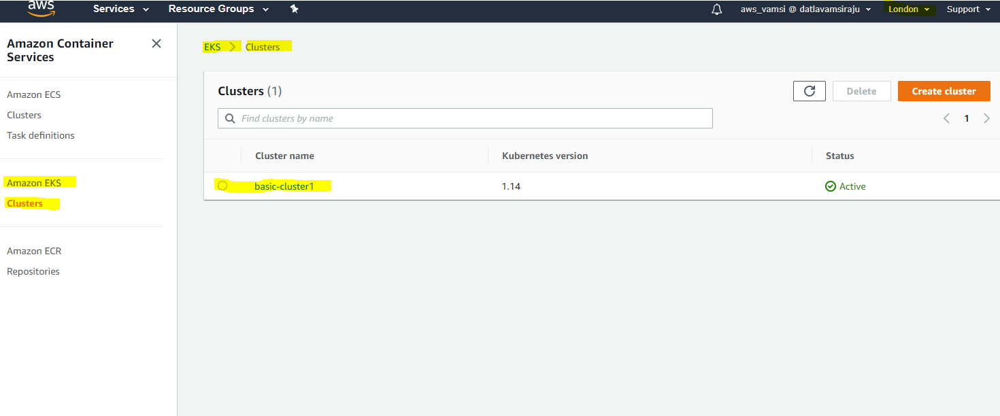 aws
Services
Resource Groups
aws_vamsi @ datlavamsiraju
London
Support
Amazon Container
Services
Amazon ECS
Clusters
Task definitions
Amazon EKS
Clusters
Amazon ECR
Repositories
EKS
Clusters
Clusters (1)
Delete
Create cluster
Find clusters by name
1
Cluster name
Kubernetes version
Status
basic-cluster1
1.14
Active